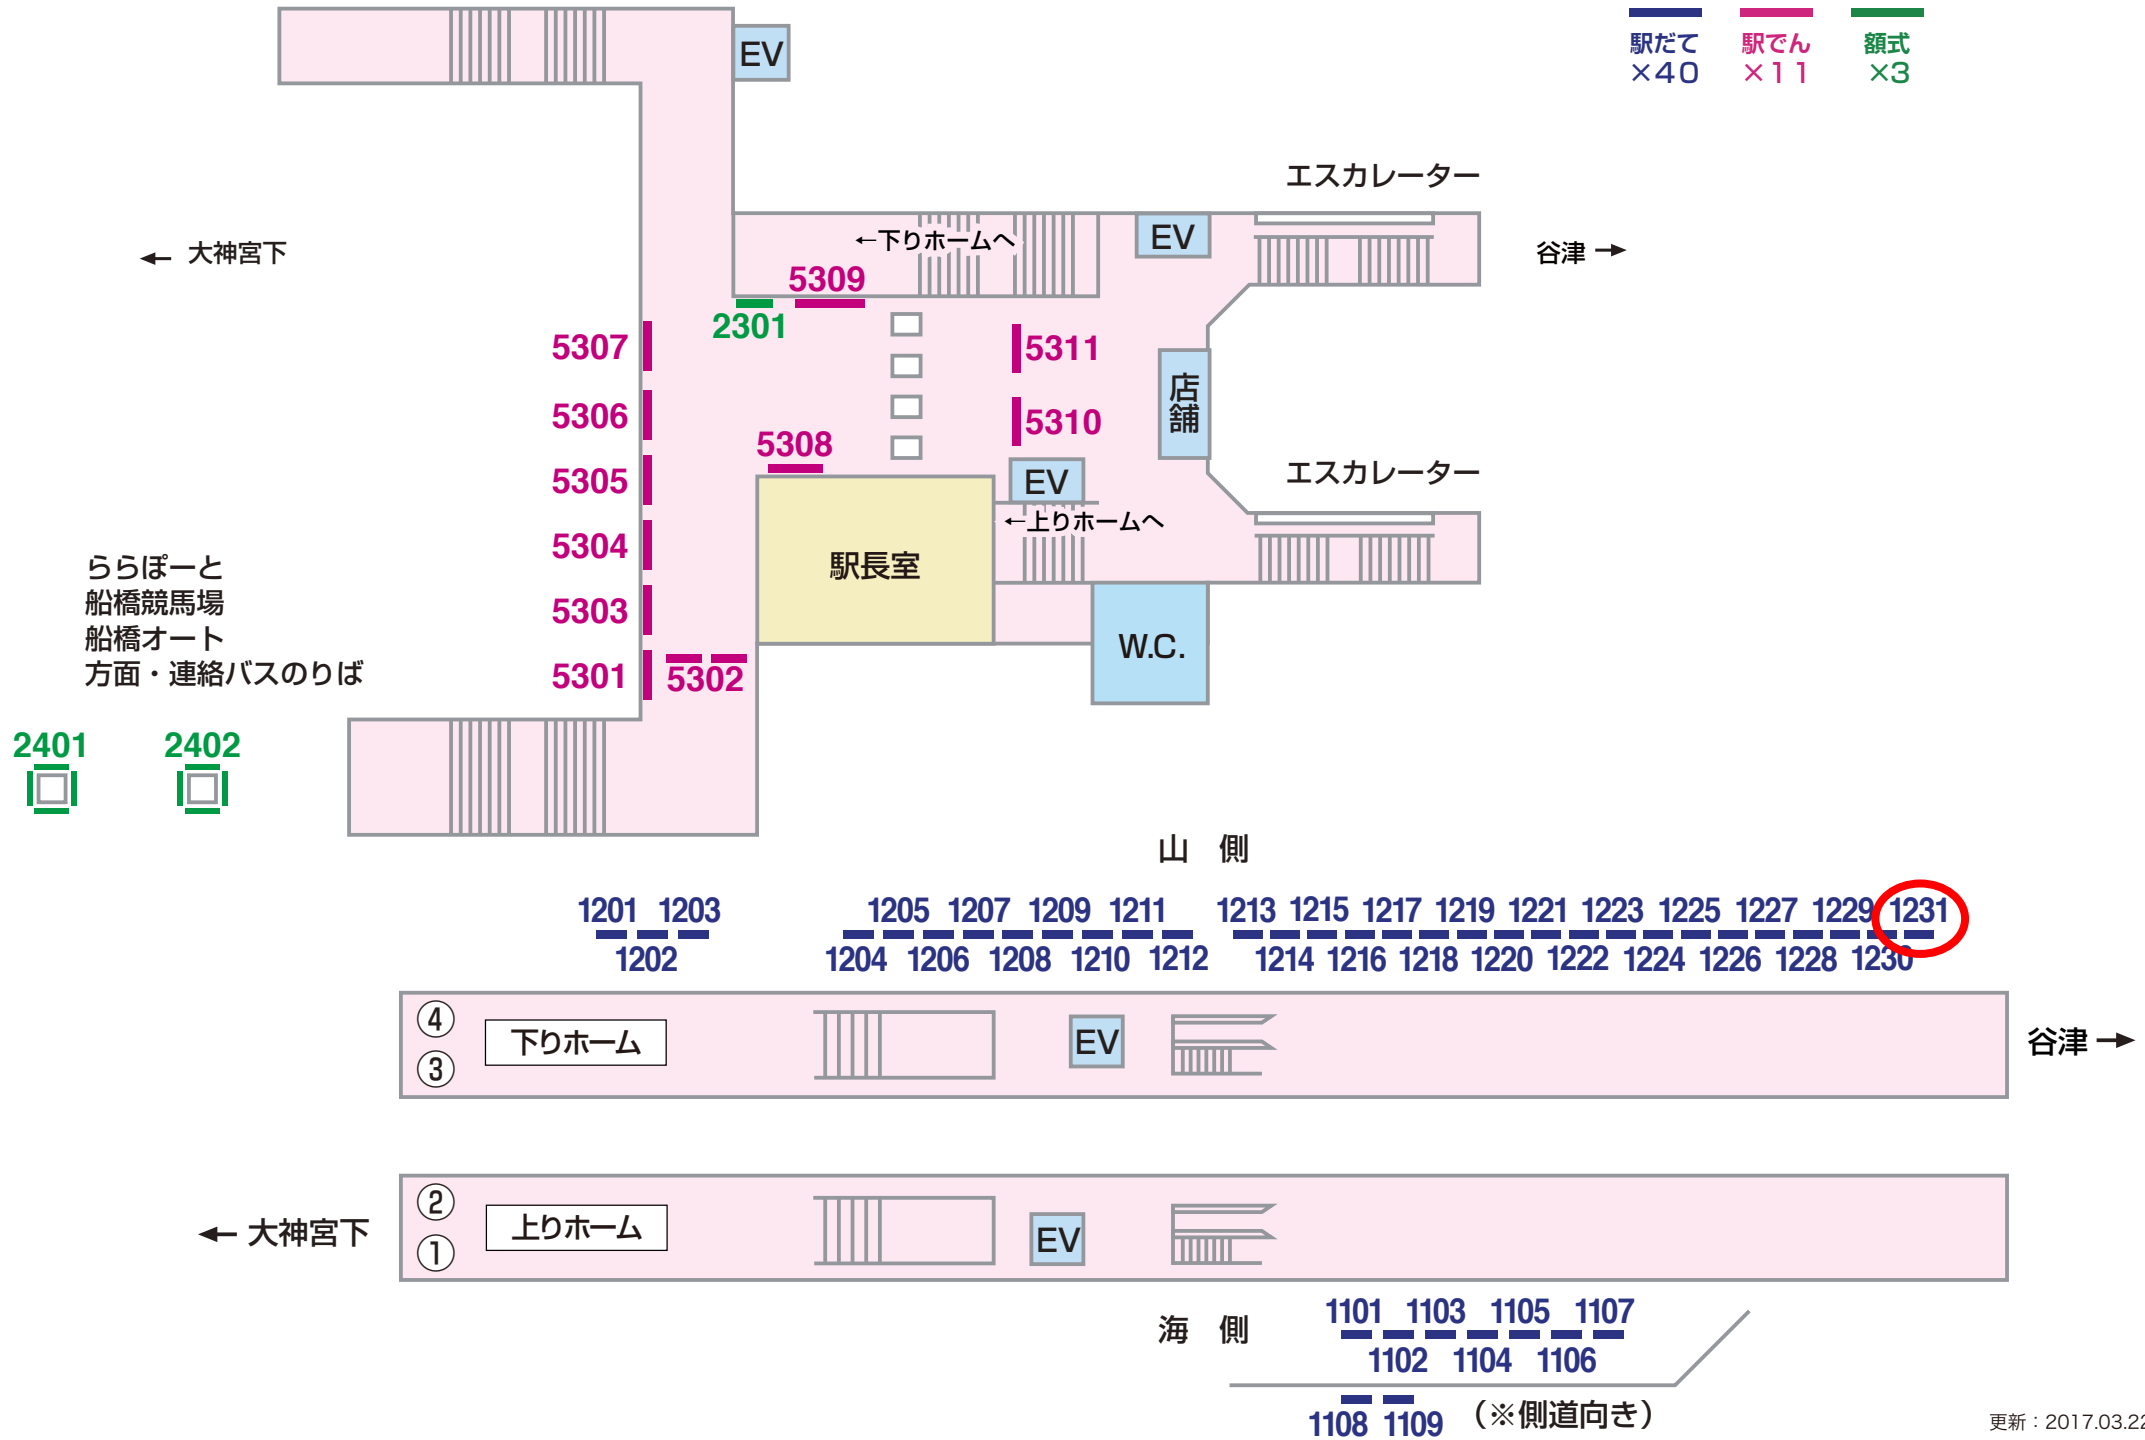 駅だて 駅でん 額式
×40 ×11 ×3
EV
エスカレーター
← 大神宮下
←下りホームへ
EV
谷津 →
5309
2301
5307
5311
店舗
5306
5310
5308
5305
EV
エスカレーター
←上りホームへ
5304
駅長室
ららぽーと
船橋競馬場
船橋オート
方面・連絡バスのりば
5303
W.C.
5301
5302
2401
2402
山 側
1201 1203 1205 1207 1209 1211 1213 1215 1217 1219 1221 1223 1225 1227 1229 1231
1202 1204 1206 1208 1210 1212 1214 1216 1218 1220 1222 1224 1226 1228 1230
④
下りホーム
EV
谷津 →
③
②
上りホーム
← 大神宮下
EV
①
海 側
1101 1103 1105 1107
1102 1104 1106
1108 1109
(※側道向き)
更新：2017.03.22